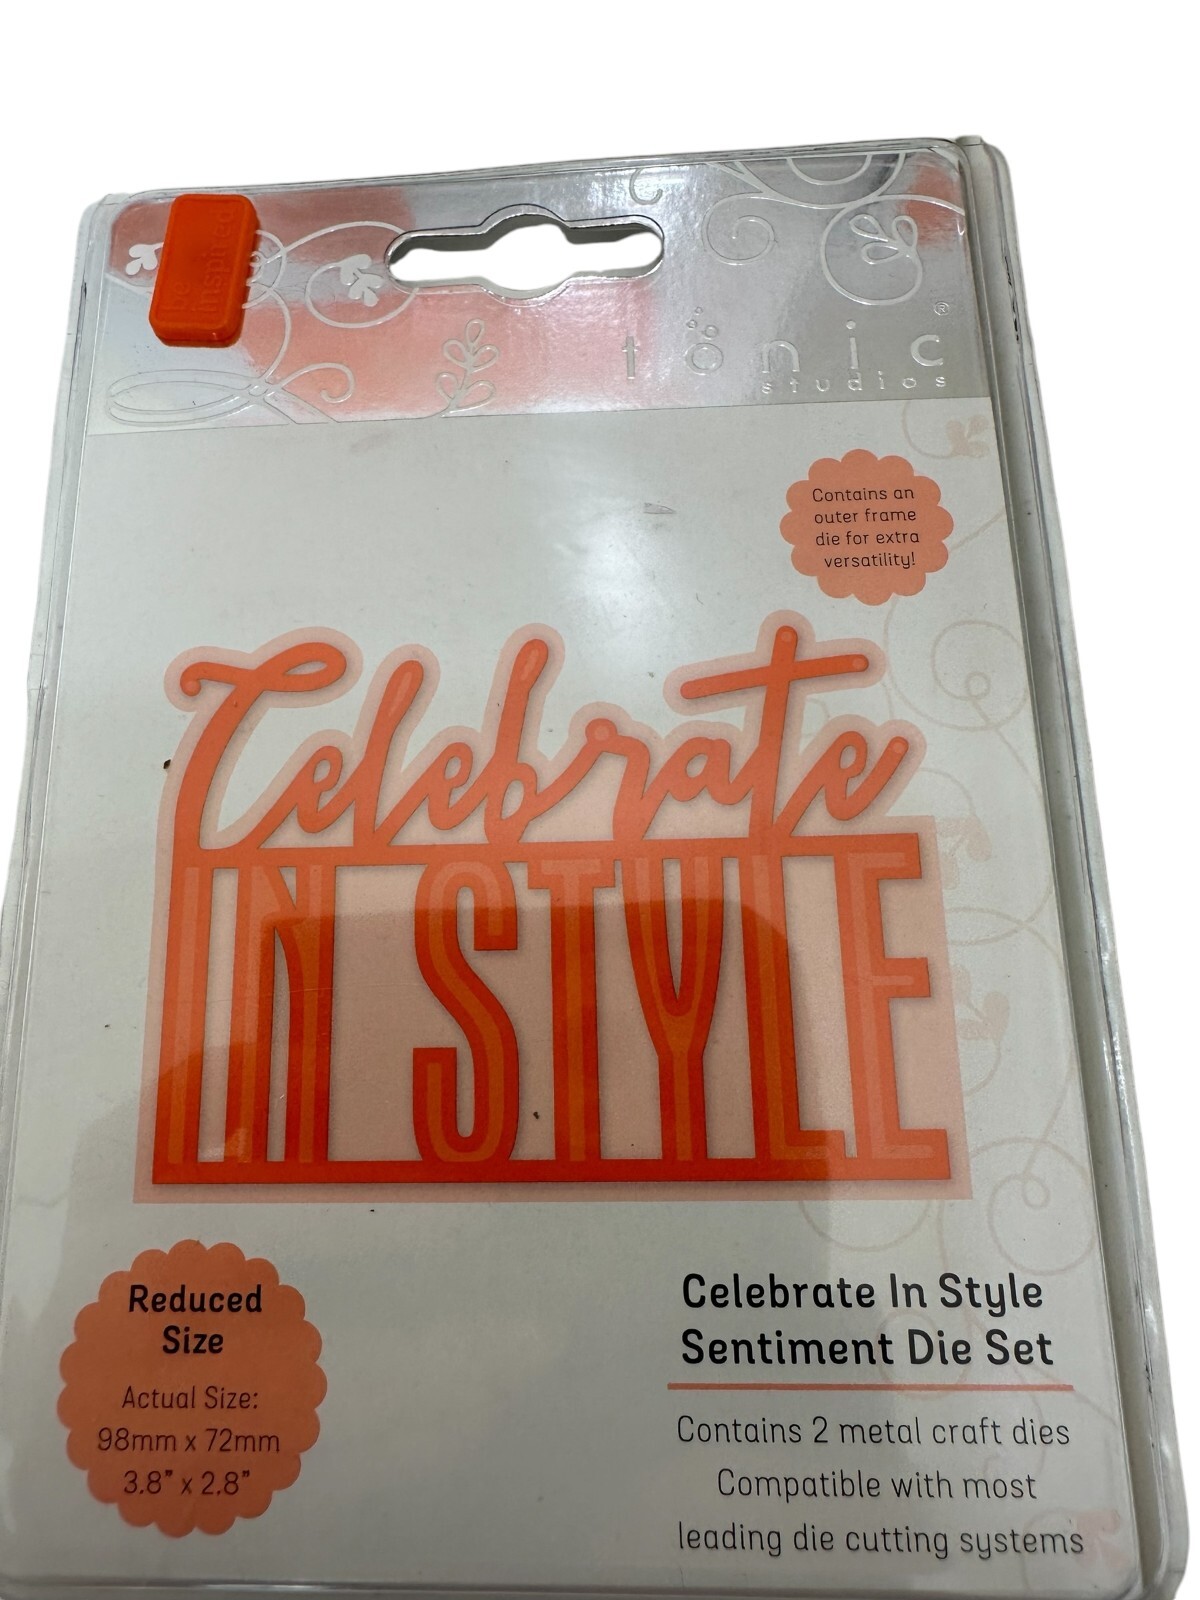 be
inspired
tonic®
studios
Contains an
outer frame
die for extra
versatility!
Celebrate
IN STYLE
Reduced
Size
Actual Size:
98mm x 72mm
3.8" x 2.8"
Celebrate In Style
Sentiment Die Set
Contains 2 metal craft dies
Compatible with most
leading die cutting systems